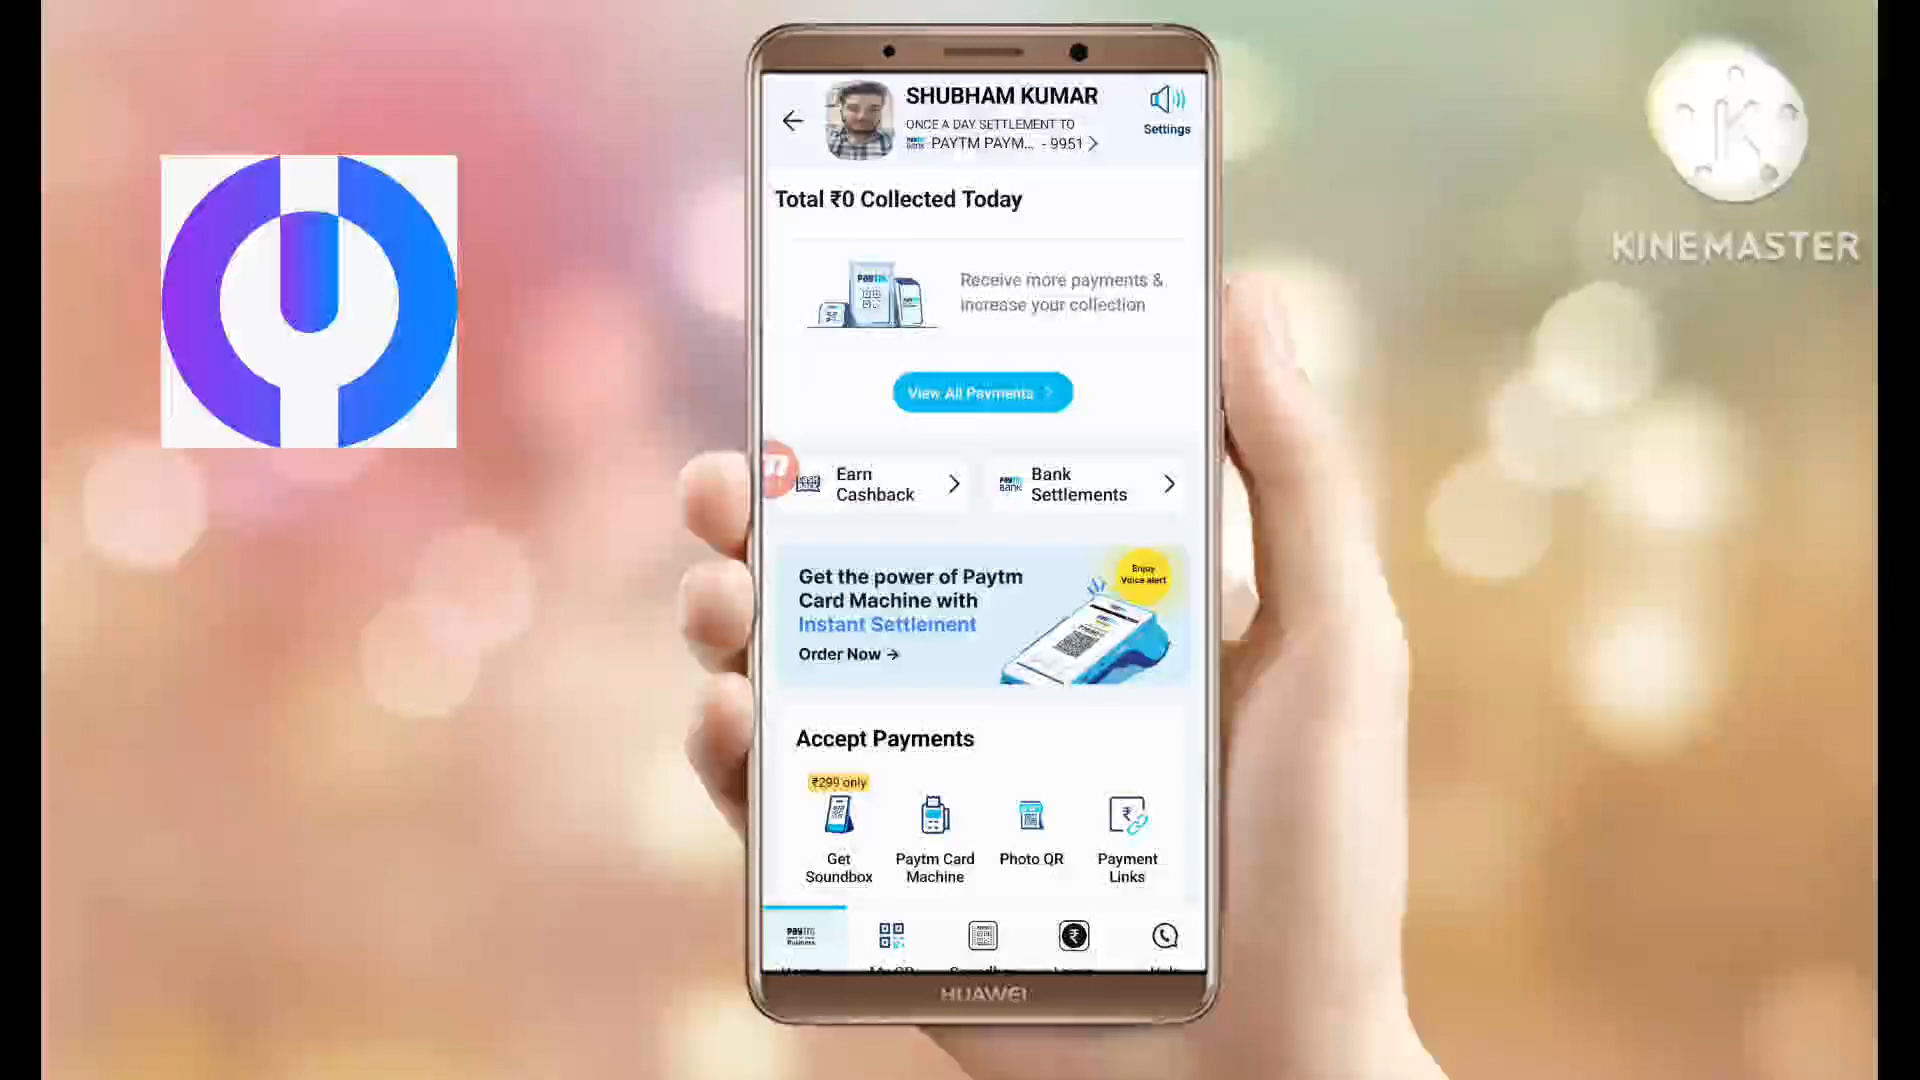 SHUBHAM KUMAR
ONCE A DAY SETTLEMENT TO
PAYTM PAYM... - 9951
Settings
KINEMASTER
Total ₹0 Collected Today
Receive more payments &
increase your collection
View All Payments
Earn
Cashback
Bank
Settlements
Get the power of Paytm
Card Machine with
Instant Settlement
Order Now →
Enjoy
Voice alert
Accept Payments
₹299 only
Get
Soundbox
Paytm Card
Machine
Photo QR
Payment
Links
paytm
Business
HUAWEI